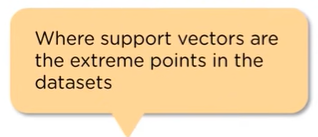 Where support vectors are
the extreme points in the
datasets